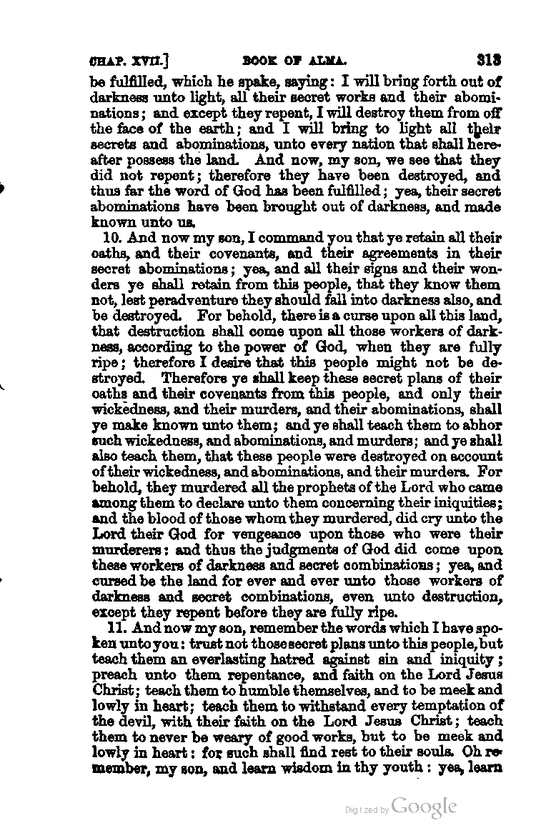 CHAP. XVII.] BOOK OF ALMA. 313
be fulfilled, which he spake, saying: I will bring forth out of
darkness unto light, all their secret works and their abomi-
nations; and except they repent, I will destroy them from off
the face of the earth; and I will bring to light all their
secrets and abominations, unto every nation that shall here-
after possess the land. And now, my son, we see that they
did not repent; therefore they have been destroyed, and
thus far the word of God has been fulfilled; yea, their secret
abominations have been brought out of darkness, and made
known unto us.
10. And now my son, I command you that ye retain all their
oaths, and their covenants, and their agreements in their
secret abominations; yea, and all their signs and their won-
ders ye shall retain from this people, that they know them
not, lest peradventure they should fall into darkness also, and
be destroyed. For behold, there is a curse upon all this land,
that destruction shall come upon all those workers of dark-
ness, according to the power of God, when they are fully
ripe; therefore I desire that this people might not be de-
stroyed. Therefore ye shall keep these secret plans of their
oaths and their covenants from this people, and only their
wickedness, and their murders, and their abominations, shall
ye make known unto them; and ye shall teach them to abhor
such wickedness, and abominations, and murders; and ye shall
also teach them, that these people were destroyed on account
of their wickedness, and abominations, and their murders. For
behold, they murdered all the prophets of the Lord who came
among them to declare unto them concerning their iniquities;
and the blood of those whom they murdered, did cry unto the
Lord their God for vengeance upon those who were their
murderers: and thus the judgments of God did come upon
these workers of darkness and secret combinations; yea, and
cursed be the land for ever and ever unto those workers of
darkness and secret combinations, even unto destruction,
except they repent before they are fully ripe.
11. And now my son, remember the words which I have spo-
ken unto you: trust not those secret plans unto this people, but
teach them an everlasting hatred against sin and iniquity;
preach unto them repentance, and faith on the Lord Jesus
Christ; teach them to humble themselves, and to be meek and
lowly in heart; teach them to withstand every temptation of
the devil, with their faith on the Lord Jesus Christ; teach
them to never be weary of good works, but to be meek and
lowly in heart: for such shall find rest to their souls. Oh re-
member, my son, and learn wisdom in thy youth: yea, learn
Digitized by Google